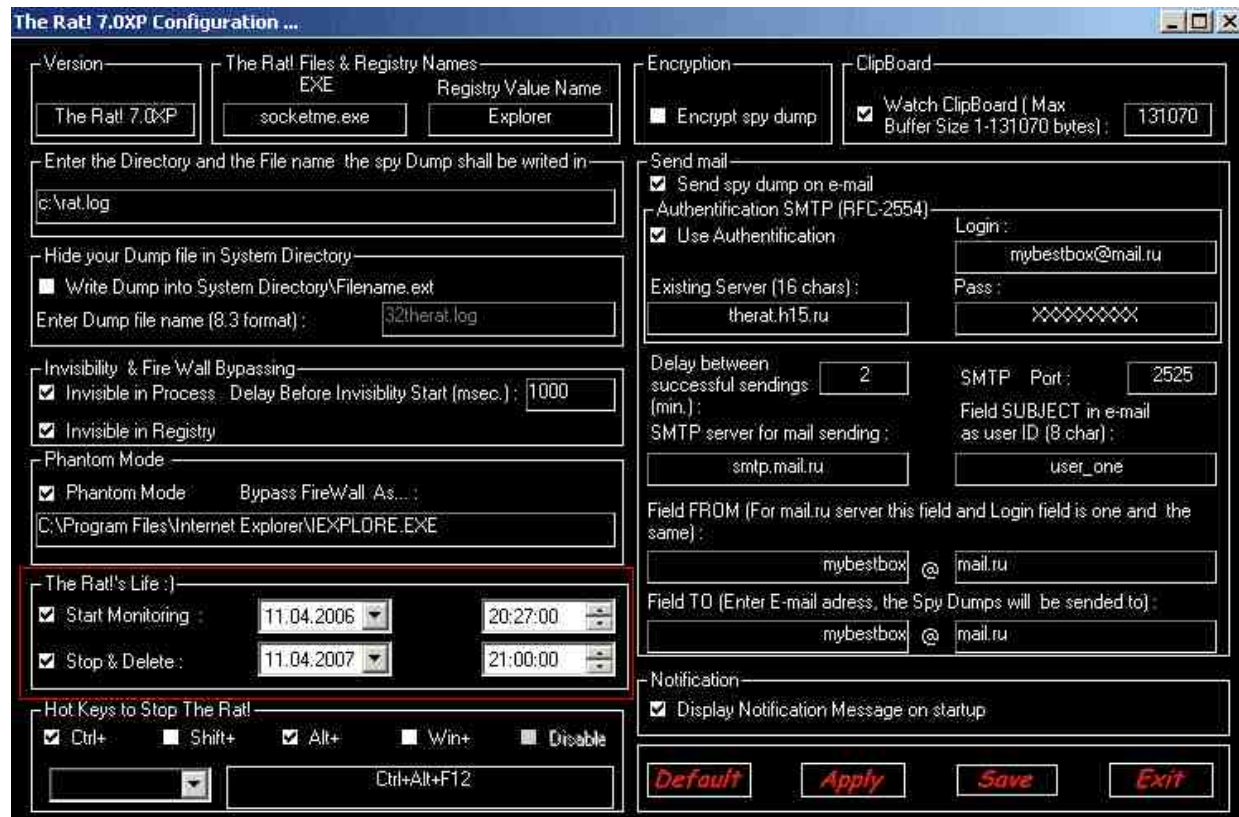 The Rat! 7.0XP Configuration ...
Version
The Rat! 7.0XP
The Rat! Files & Registry Names
EXE
Registry Value Name
socketme.exe
Explorer
Encryption
Encrypt spy dump
ClipBoard
Watch ClipBoard ( Max
Buffer Size 1-131070 bytes) :
131070
Enter the Directory and the File name the spy Dump shall be writed in
c:\rat.log
Hide your Dump file in System Directory
Write Dump into System Directory\Filename.ext
Enter Dump file name (8.3 format) :
32therat.log
Invisibility & Fire Wall Bypassing
Invisible in Process
Delay Before Invisiblity Start (msec.) :
1000
Invisible in Registry
Phantom Mode
Phantom Mode
Bypass FireWall As... :
C:\Program Files\Internet Explorer\IEXPLORE.EXE
The Rat!'s Life :)
Start Monitoring :
11.04.2006
20:27:00
Stop & Delete :
11.04.2007
21:00:00
Hot Keys to Stop The Rat!
Ctrl+
Shift+
Alt+
Win+
Disable
Ctrl+Alt+F12
Send mail
Send spy dump on e-mail
Authentification SMTP (RFC-2554)
Use Authentification
Login :
mybestbox@mail.ru
Existing Server (16 chars) :
Pass :
therat.h15.ru
XXXXXXXXX
Delay between
successful sendings
(min.) :
2
SMTP Port :
2525
SMTP server for mail sending :
Field SUBJECT in e-mail
as user ID (8 char) :
smtp.mail.ru
user_one
Field FROM (For mail.ru server this field and Login field is one and the
same) :
mybestbox @ mail.ru
Field TO (Enter E-mail adress, the Spy Dumps will be sended to) :
mybestbox @ mail.ru
Notification
Display Notification Message on startup
Default
Apply
Save
Exit